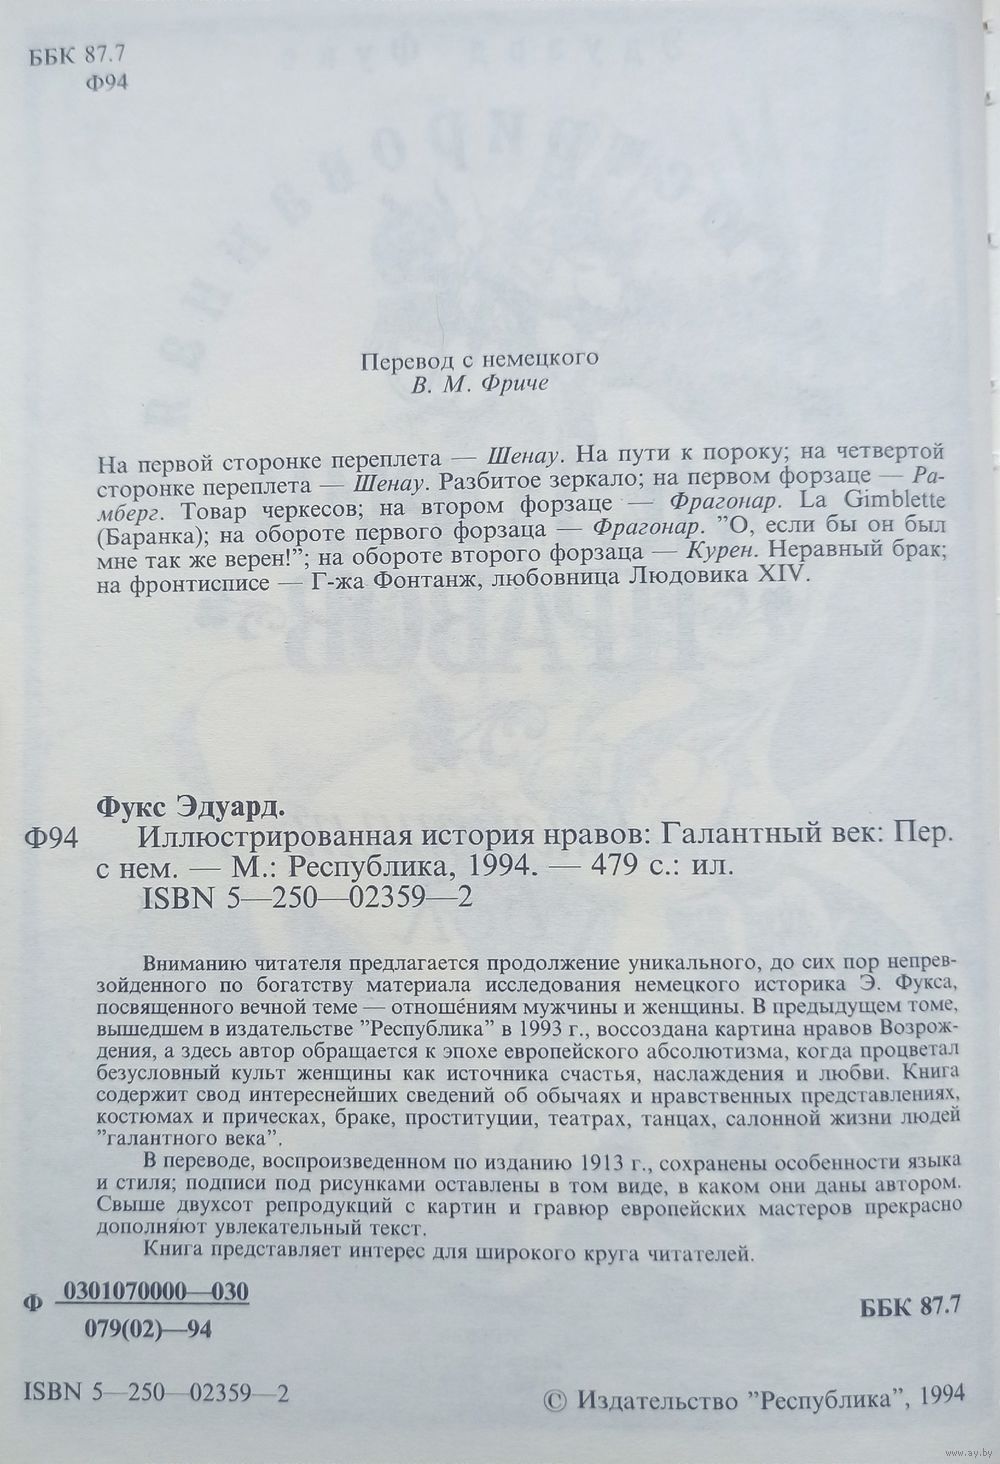 ББК 87.7
Ф94
Перевод с немецкого
В. М. Фриче
На первой сторонке переплета — Шенау. На пути к пороку; на четвертой
сторонке переплета — Шенау. Разбитое зеркало; на первом форзаце — Ра-
мберг. Товар черкесов; на втором форзаце — Фрагонар. La Gimblette
(Баранка); на обороте первого форзаца — Фрагонар. ”О, если бы он был
мне так же верен!”; на обороте второго форзаца — Курен. Неравный брак;
на фронтисписе — Г-жа Фонтанж, любовница Людовика XIV.
Фукс Эдуард.
Ф94 Иллюстрированная история нравов: Галантный век: Пер.
с нем. — М.: Республика, 1994. — 479 с.: ил.
ISBN 5—250—02359—2
Вниманию читателя предлагается продолжение уникального, до сих пор непрев-
зойденного по богатству материала исследования немецкого историка Э. Фукса,
посвященного вечной теме — отношéниям мужчины и женщины. В предыдущем томе,
вышедшем в издательстве ”Республика” в 1993 г., воссоздана картина нравов Возрож-
дения, а здесь автор обращается к эпохе европейского абсолютизма, когда процветал
безусловный культ женщины как источника счастья, наслаждения и любви. Книга
содержит свод интереснейших сведений об обычаях и нравственных представлениях,
костюмах и прическах, браке, проституции, театрах, танцах, салонной жизни людей
”галантного века”.
В переводе, воспроизведенном по изданию 1913 г., сохранены особенности языка
и стиля; подписи под рисунками оставлены в том виде, в каком они даны автором.
Свыше двухсот репродукций с картин и гравюр европейских мастеров прекрасно
дополняют увлекательный текст.
Книга представляет интерес для широкого круга читателей.
Ф 0301070000—030
079(02)—94
ББК 87.7
ISBN 5—250—02359—2
© Издательство ”Республика”, 1994
www.ay.by